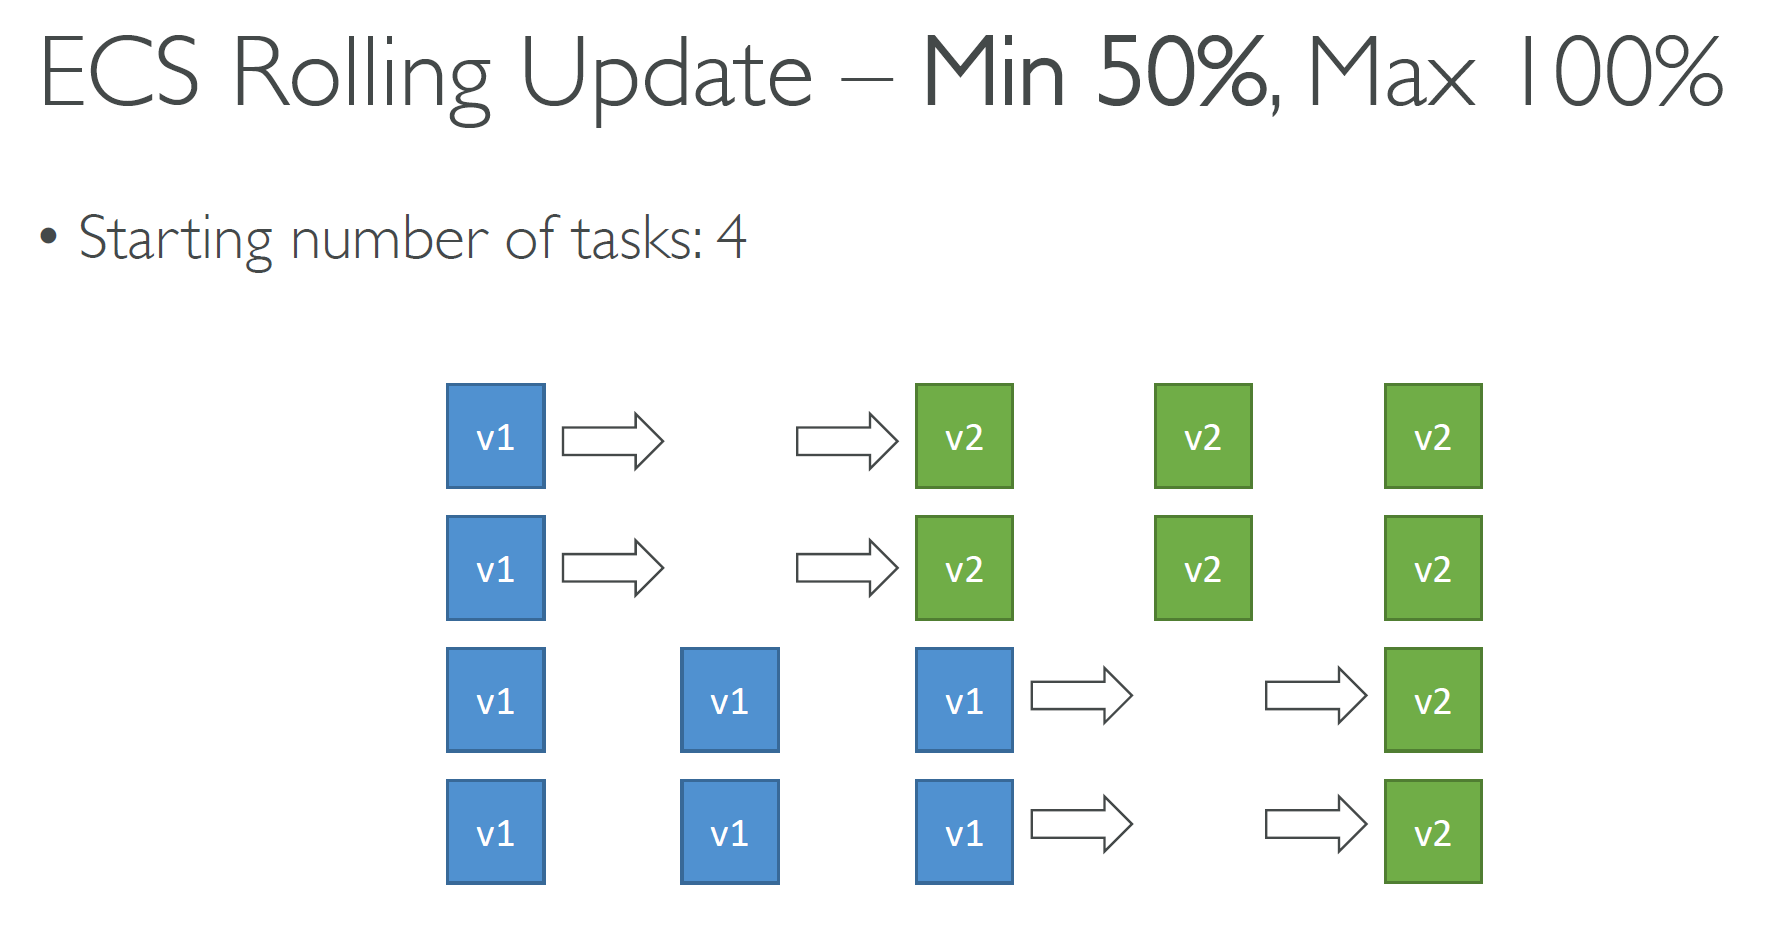 ECS Rolling Update – Min 50%, Max 100%
• Starting number of tasks: 4
v1 v2 v2 v2
v1 v2 v2 v2
v1 v1 v1 v2
v1 v1 v1 v2